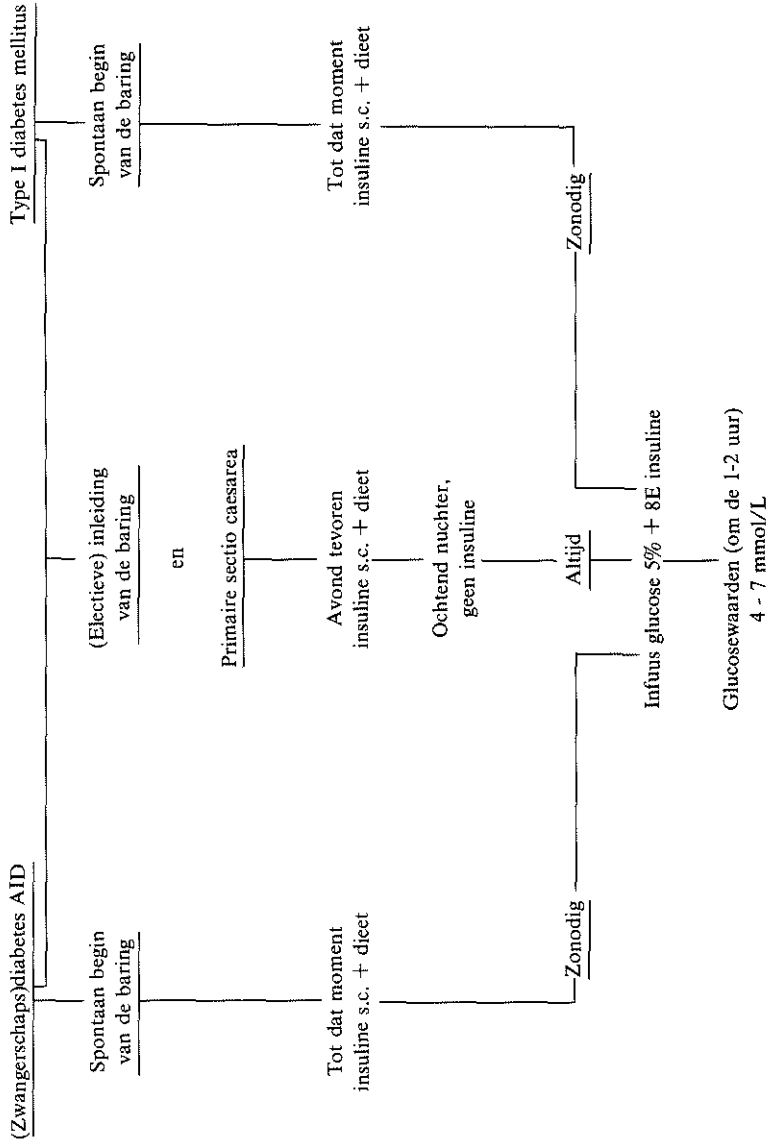 (Zwangerschaps)diabetes AID
Type I diabetes mellitus
Spontaan begin
van de baring
(Electieve) inleiding
van de baring
en
Primaire sectio caesarea
Spontaan begin
van de baring
Tot dat moment
insuline s.c. + dieet
Avond tevoren
insuline s.c. + dieet
Tot dat moment
insuline s.c. + dieet
Ochtend nuchter,
geen insuline
Zonodig
Altijd
Zonodig
Infuus glucose 5% + 8E insuline
Glucosewaarden (om de 1-2 uur)
4 - 7 mmol/L